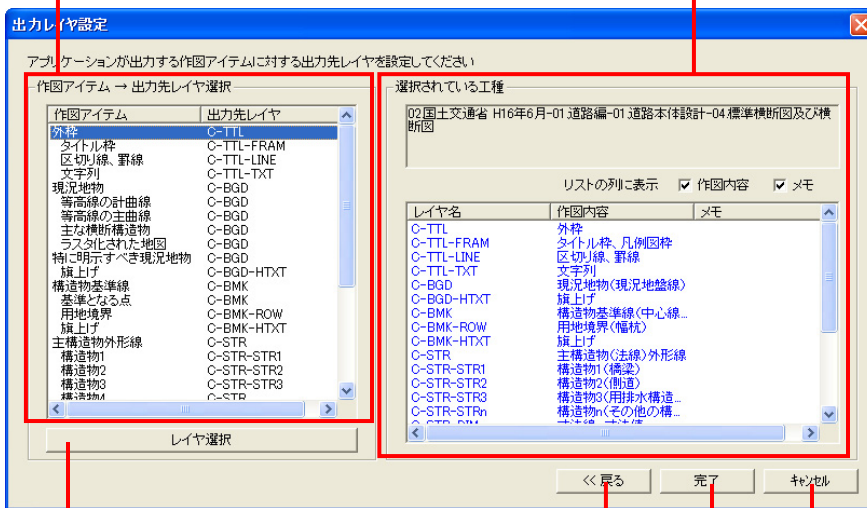 出力レイヤ設定
アプリケーションが出力する作図アイテムに対する出力先レイヤを設定してください
作図アイテム → 出力先レイヤ選択
作図アイテム 出力先レイヤ
外枠 C-TTL
タイトル枠 C-TTL-FRAM
区切り線、罫線 C-TTL-LINE
文字列 C-TTL-TXT
現況地物 C-BGD
等高線の計曲線 C-BGD
等高線の主曲線 C-BGD
主な横断構造物 C-BGD
ラスタ化された地図 C-BGD
特に明示すべき現況地物 C-BGD
旗上げ C-BGD-HTXT
構造物基準線 C-BMK
基準となる点 C-BMK
用地境界 C-BMK-ROW
旗上げ C-BMK-HTXT
主構造物外形線 C-STR
構造物1 C-STR-STR1
構造物2 C-STR-STR2
構造物3 C-STR-STR3
構造物4 C-STR
レイヤ選択
選択されている工種
02国土交通省 H16年6月-01道路編-01道路本体設計-04標準横断図及び横
断図
リストの列に表示 作図内容 メモ
レイヤ名 作図内容 メモ
C-TTL 外枠
C-TTL-FRAM タイトル枠、凡例図枠
C-TTL-LINE 区切り線、罫線
C-TTL-TXT 文字列
C-BGD 現況地物(現況地盤線)
C-BGD-HTXT 旗上げ
C-BMK 構造物基準線(中心線...
C-BMK-ROW 用地境界(幅杭)
C-BMK-HTXT 旗上げ
C-STR 主構造物(法線)外形線
C-STR-STR1 構造物1(橋梁)
C-STR-STR2 構造物2(側道)
C-STR-STR3 構造物3(用排水構造...
C-STR-STRn 構造物n(その他の構...
C-STR-DIM 寸法線、寸法値
<< 戻る 完了 キャンセル